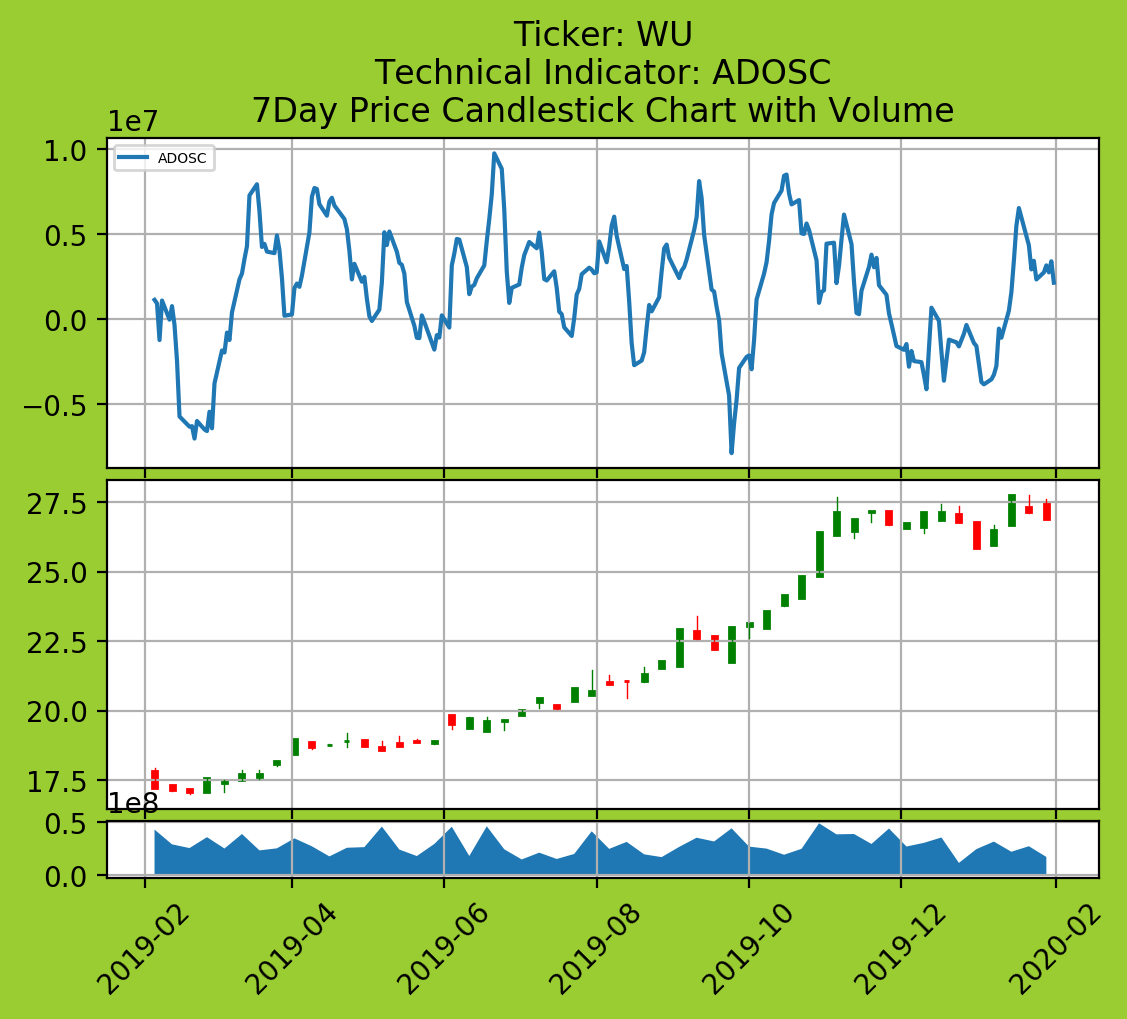 Ticker: WU
Technical Indicator: ADOSC
7Day Price Candlestick Chart with Volume
1e7
1.0
ADOSC
0.5
0.0
−0.5
27.5
25.0
22.5
20.0
17.5
1e8
0.5
0.0
2019-02 2019-04 2019-06 2019-08 2019-10 2019-12 2020-02